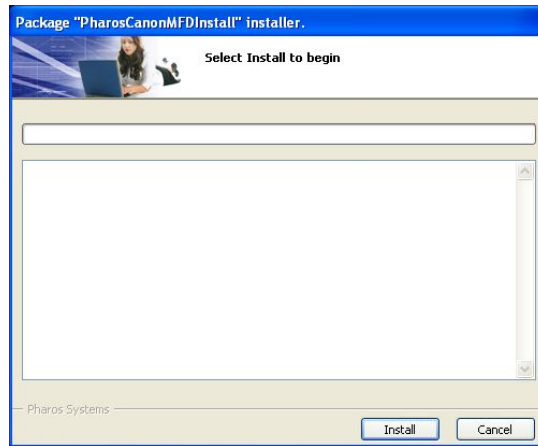 Package "PharosCanonMFDInstall" installer.
Select Install to begin
Pharos Systems
Install
Cancel